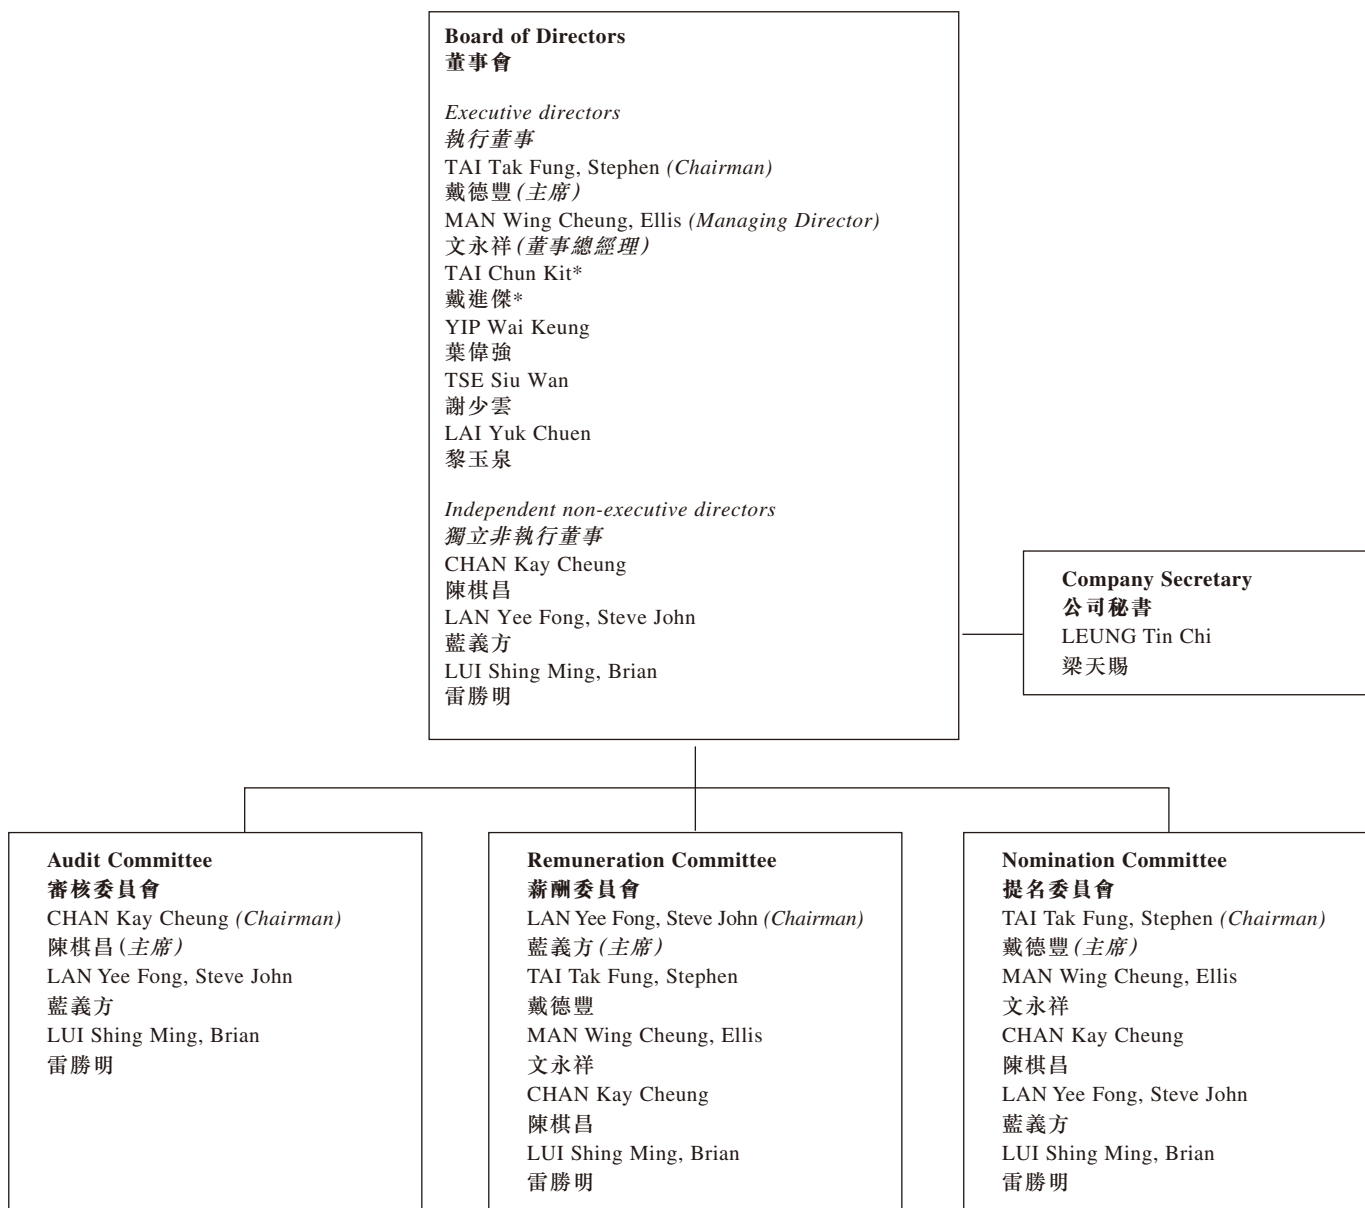 Board of Directors
董事會
Executive directors
執行董事
TAI Tak Fung, Stephen (Chairman)
戴德豐(主席)
MAN Wing Cheung, Ellis (Managing Director)
文永祥(董事總經理)
TAI Chun Kit*
戴進傑*
YIP Wai Keung
葉偉強
TSE Siu Wan
謝少雲
LAI Yuk Chuen
黎玉泉
Independent non-executive directors
獨立非執行董事
CHAN Kay Cheung
陳棋昌
LAN Yee Fong, Steve John
藍義方
LUI Shing Ming, Brian
雷勝明
Company Secretary
公司秘書
LEUNG Tin Chi
梁天賜
Audit Committee
審核委員會
CHAN Kay Cheung (Chairman)
陳棋昌(主席)
LAN Yee Fong, Steve John
藍義方
LUI Shing Ming, Brian
雷勝明
Remuneration Committee
薪酬委員會
LAN Yee Fong, Steve John (Chairman)
藍義方(主席)
TAI Tak Fung, Stephen
戴德豐
MAN Wing Cheung, Ellis
文永祥
CHAN Kay Cheung
陳棋昌
LUI Shing Ming, Brian
雷勝明
Nomination Committee
提名委員會
TAI Tak Fung, Stephen (Chairman)
戴德豐(主席)
MAN Wing Cheung, Ellis
文永祥
CHAN Kay Cheung
陳棋昌
LAN Yee Fong, Steve John
藍義方
LUI Shing Ming, Brian
雷勝明